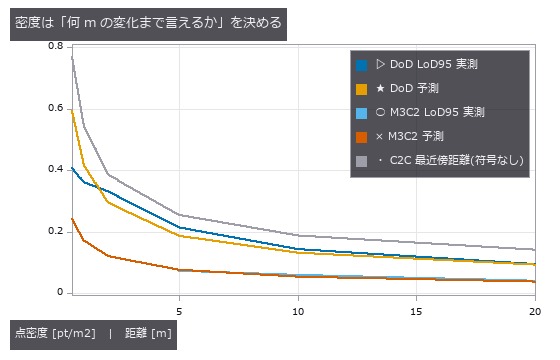 密度は「何 m の変化まで言えるか」を決める
0.8
0.6
0.4
0.2
0
5
10
15
20
▷ DoD LoD95 実測
★ DoD 予測
○ M3C2 LoD95 実測
× M3C2 予測
・ C2C 最近傍距離(符号なし)
点密度 [pt/m2] | 距離 [m]